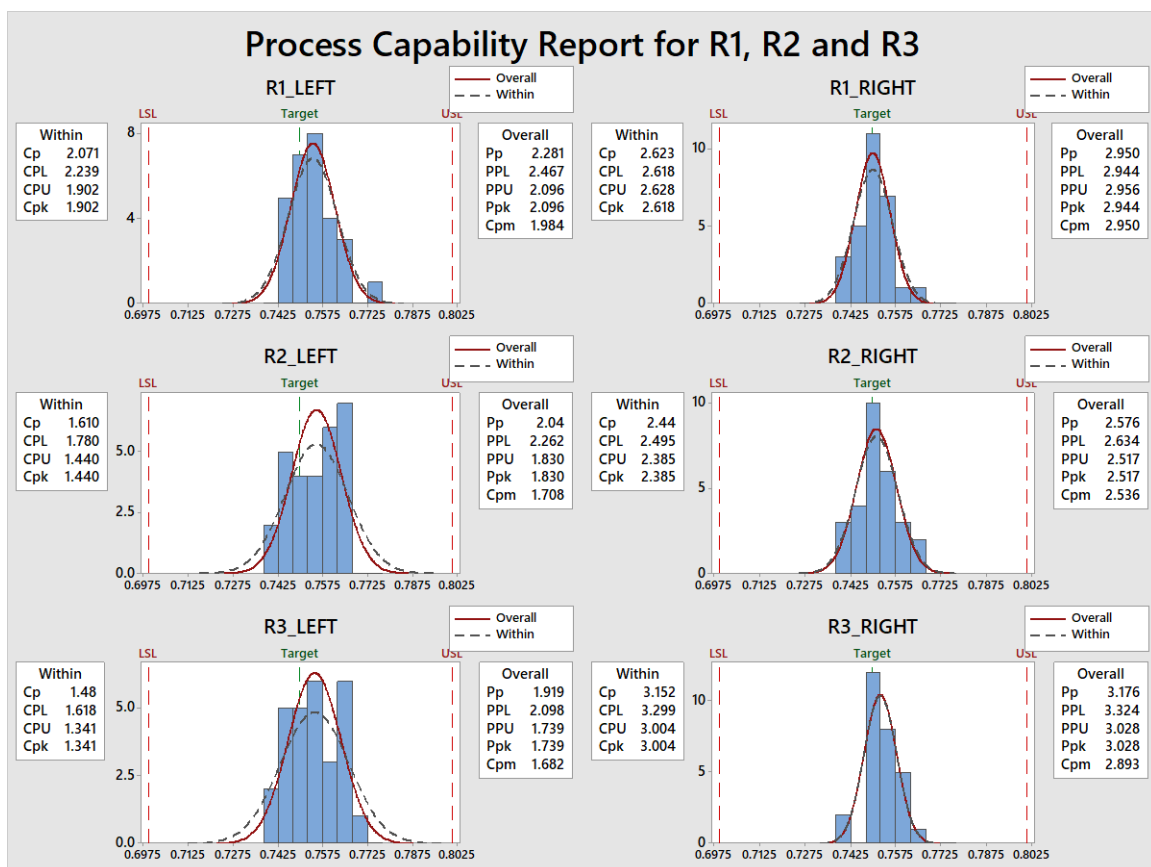 Process Capability Report for R1, R2 and R3
R1_LEFT
Overall
Within
LSL Target USL
Within
Cp 2.071
CPL 2.239
CPU 1.902
Cpk 1.902
8
4
0
0.6975 0.7125 0.7275 0.7425 0.7575 0.7725 0.7875 0.8025
Overall
Pp 2.281
PPL 2.467
PPU 2.096
Ppk 2.096
Cpm 1.984
R1_RIGHT
Overall
Within
LSL Target USL
Within
Cp 2.623
CPL 2.618
CPU 2.628
Cpk 2.618
10
5
0
0.6975 0.7125 0.7275 0.7425 0.7575 0.7725 0.7875 0.8025
Overall
Pp 2.950
PPL 2.944
PPU 2.956
Ppk 2.944
Cpm 2.950
R2_LEFT
Overall
Within
LSL Target USL
Within
Cp 1.610
CPL 1.780
CPU 1.440
Cpk 1.440
5.0
2.5
0.0
0.6975 0.7125 0.7275 0.7425 0.7575 0.7725 0.7875 0.8025
Overall
Pp 2.04
PPL 2.262
PPU 1.830
Ppk 1.830
Cpm 1.708
R2_RIGHT
Overall
Within
LSL Target USL
Within
Cp 2.44
CPL 2.495
CPU 2.385
Cpk 2.385
10
5
0
0.6975 0.7125 0.7275 0.7425 0.7575 0.7725 0.7875 0.8025
Overall
Pp 2.576
PPL 2.634
PPU 2.517
Ppk 2.517
Cpm 2.536
R3_LEFT
Overall
Within
LSL Target USL
Within
Cp 1.48
CPL 1.618
CPU 1.341
Cpk 1.341
5.0
2.5
0.0
0.6975 0.7125 0.7275 0.7425 0.7575 0.7725 0.7875 0.8025
Overall
Pp 1.919
PPL 2.098
PPU 1.739
Ppk 1.739
Cpm 1.682
R3_RIGHT
Overall
Within
LSL Target USL
Within
Cp 3.152
CPL 3.299
CPU 3.004
Cpk 3.004
10
5
0
0.6975 0.7125 0.7275 0.7425 0.7575 0.7725 0.7875 0.8025
Overall
Pp 3.176
PPL 3.324
PPU 3.028
Ppk 3.028
Cpm 2.893